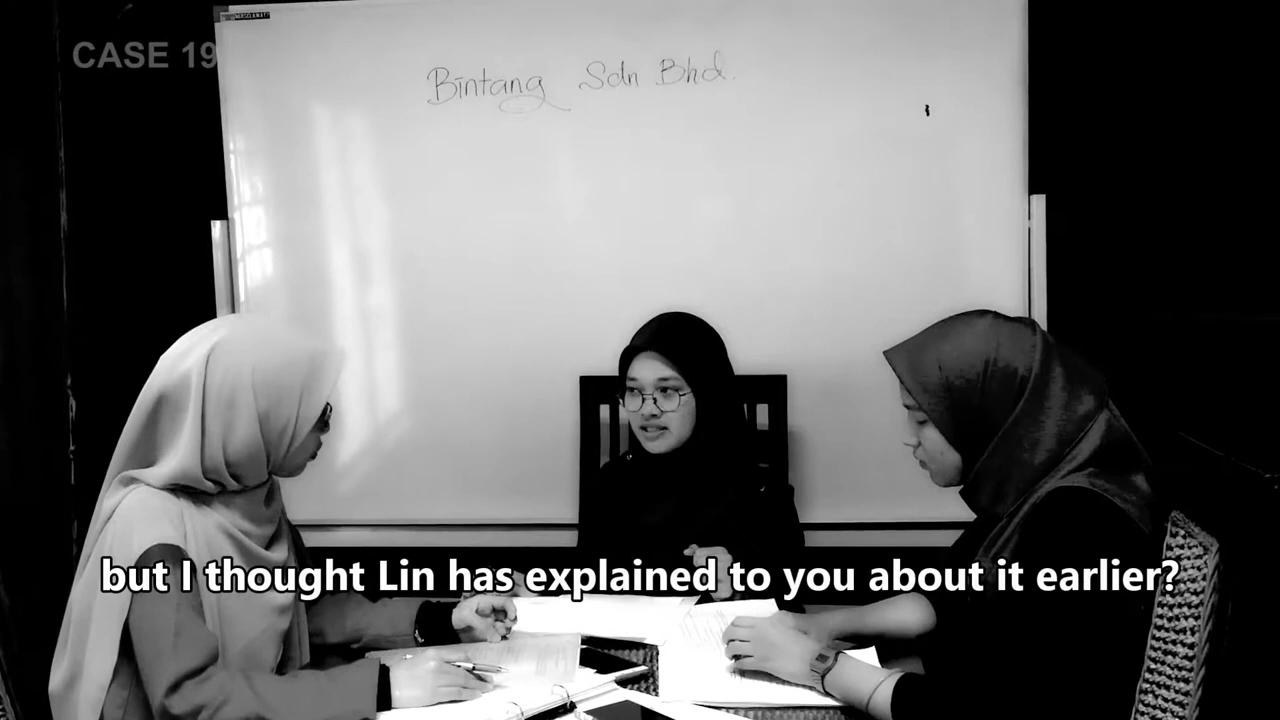 CASE 19
Bintang Sdn Bhd.
but I thought Lin has explained to you about it earlier?